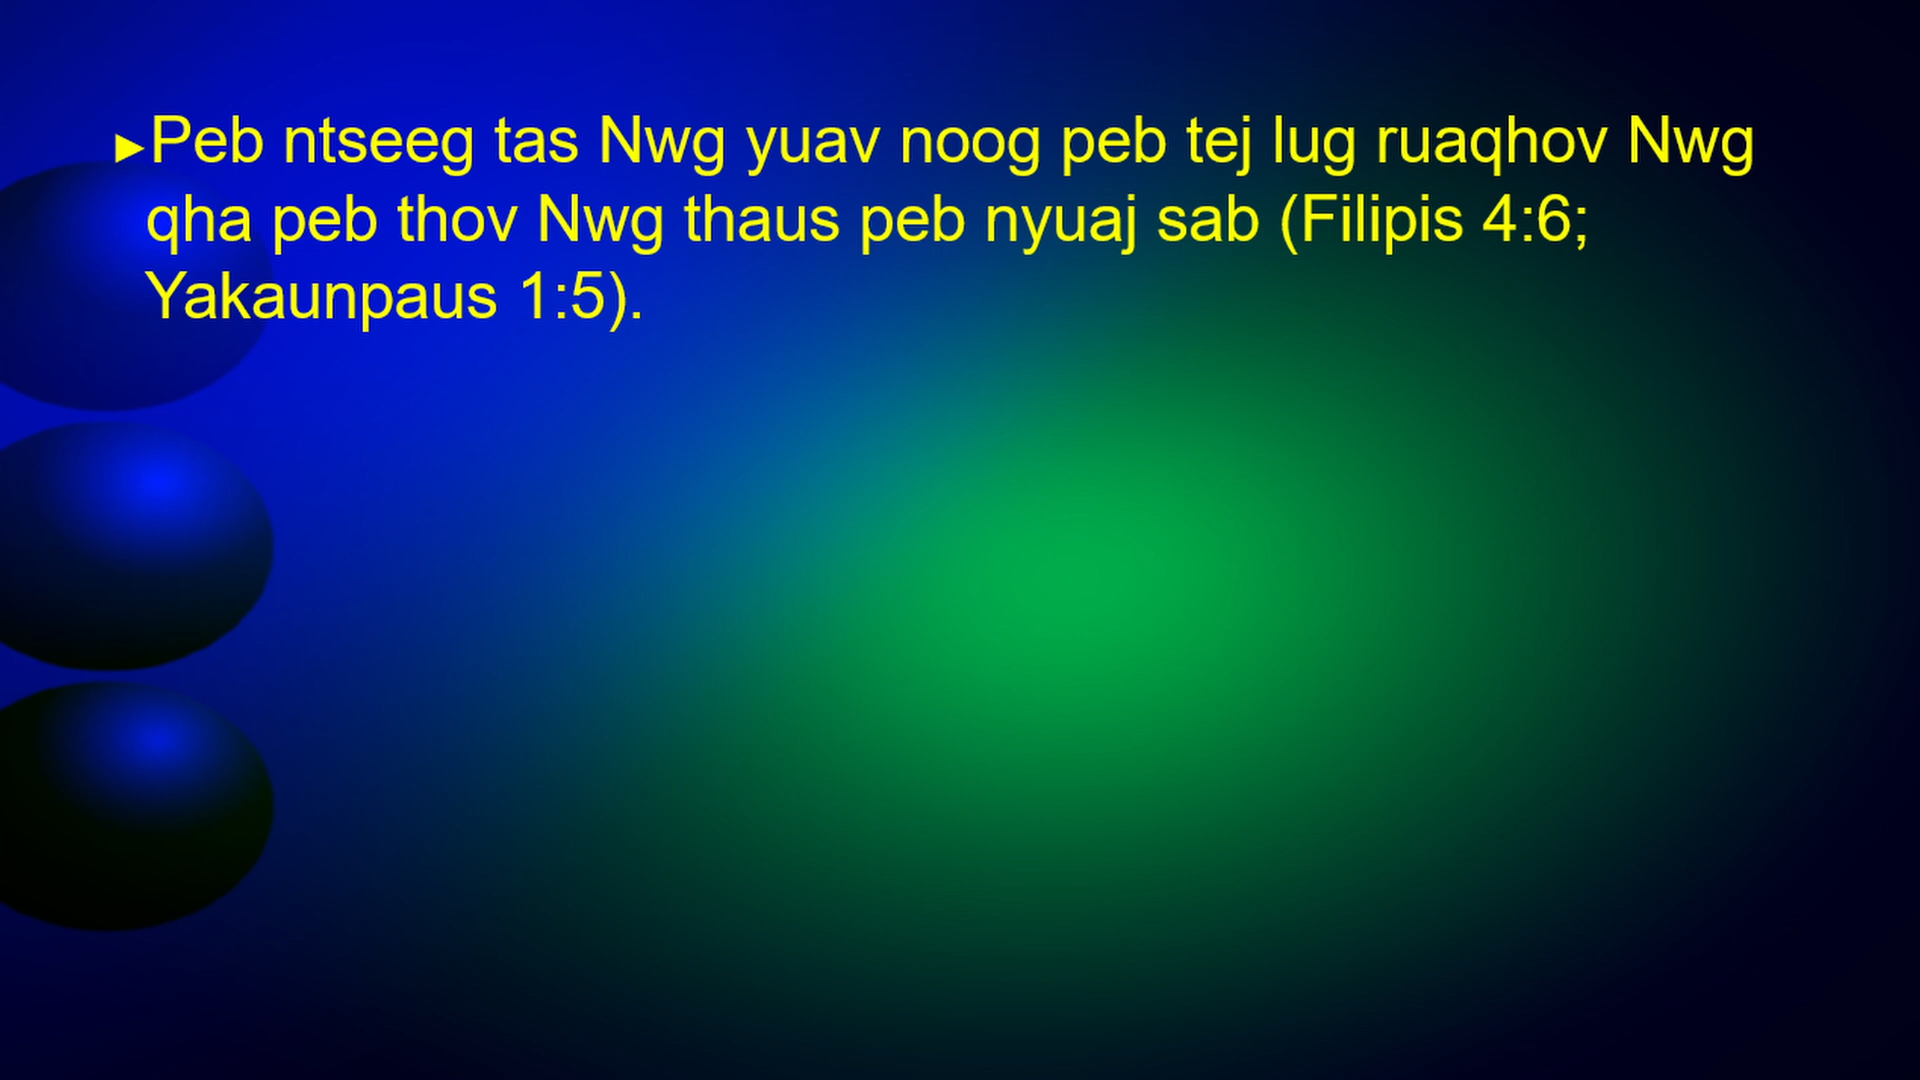 ►Peb ntseeg tas Nwg yuav noog peb tej lug ruaqhov Nwg
qha peb thov Nwg thaus peb nyuaj sab (Filipis 4:6;
Yakaunpaus 1:5).